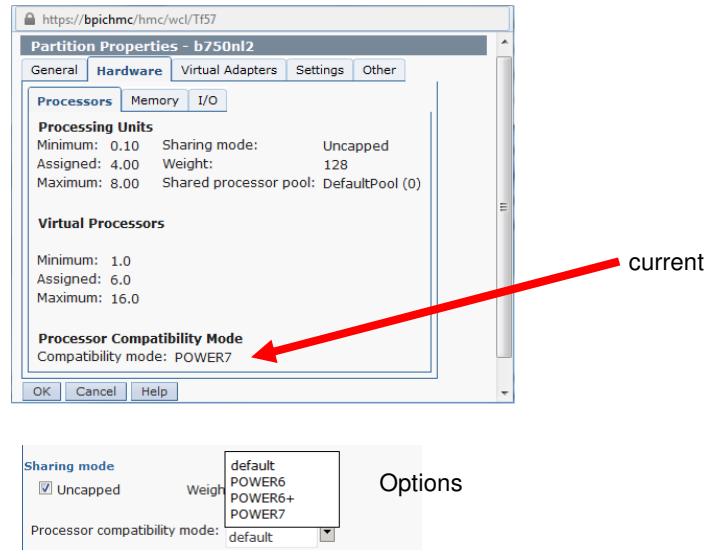 https://bpichmc/hmc/wcl/Tf57
Partition Properties - b750nl2
General Hardware Virtual Adapters Settings Other
Processors Memory I/O
Processing Units
Minimum: 0.10 Sharing mode: Uncapped
Assigned: 4.00 Weight: 128
Maximum: 8.00 Shared processor pool: DefaultPool (0)
Virtual Processors
Minimum: 1.0
current
Assigned: 6.0
Maximum: 16.0
Processor Compatibility Mode
Compatibility mode: POWER7
OK Cancel Help
Sharing mode
default
Uncapped Weigh POWER6
Options
POWER6+
POWER7
Processor compatibility mode: default